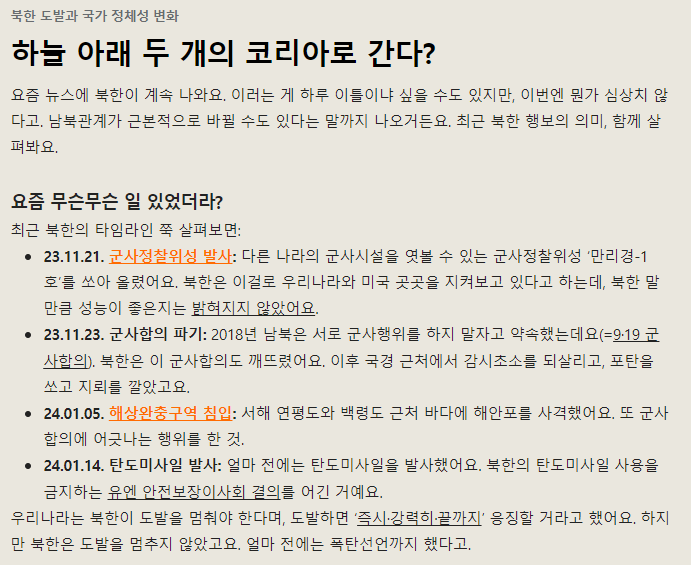 북한 도발과 국가 정체성 변화
하늘 아래 두 개의 코리아로 간다?
요즘 뉴스에 북한이 계속 나와요. 이러는 게 하루 이틀이냐 싶을 수도 있지만, 이번엔 뭔가 심상치 않
다고. 남북관계가 근본적으로 바뀔 수도 있다는 말까지 나오거든요. 최근 북한 행보의 의미, 함께 살
펴봐요.
요즘 무슨무슨 일 있었더라?
최근 북한의 타임라인 쭉 살펴보면:
• 23.11.21. 군사정찰위성 발사: 다른 나라의 군사시설을 엿볼 수 있는 군사정찰위성 ‘만리경-1
호’를 쏘아 올렸어요. 북한은 이걸로 우리나라와 미국 곳곳을 지켜보고 있다고 하는데, 북한 말
만큼 성능이 좋은지는 밝혀지지 않았어요.
• 23.11.23. 군사합의 파기: 2018년 남북은 서로 군사행위를 하지 말자고 약속했는데요(=9·19 군
사합의). 북한은 이 군사합의도 깨뜨렸어요. 이후 국경 근처에서 감시초소를 되살리고, 포탄을
쏘고 지뢰를 깔았고요.
• 24.01.05. 해상완충구역 침입: 서해 연평도와 백령도 근처 바다에 해안포를 사격했어요. 또 군사
합의에 어긋나는 행위를 한 것.
• 24.01.14. 탄도미사일 발사: 얼마 전에는 탄도미사일을 발사했어요. 북한의 탄도미사일 사용을
금지하는 유엔 안전보장이사회 결의를 어긴 거예요.
우리나라는 북한이 도발을 멈춰야 한다며, 도발하면 ‘즉시·강력히·끝까지’ 응징할 거라고 했어요. 하지
만 북한은 도발을 멈추지 않았고요. 얼마 전에는 폭탄선언까지 했다고.